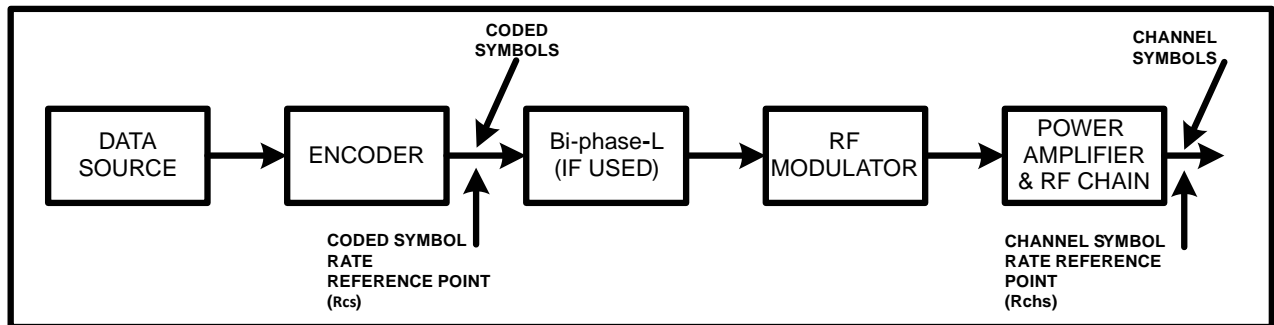 CODED
SYMBOLS
CHANNEL
SYMBOLS
DATA
SOURCE
ENCODER
Bi-phase-L
(IF USED)
RF
MODULATOR
POWER
AMPLIFIER
& RF CHAIN
CODED SYMBOL
RATE
REFERENCE POINT
(Rcs)
CHANNEL SYMBOL
RATE REFERENCE
POINT
(Rchs)